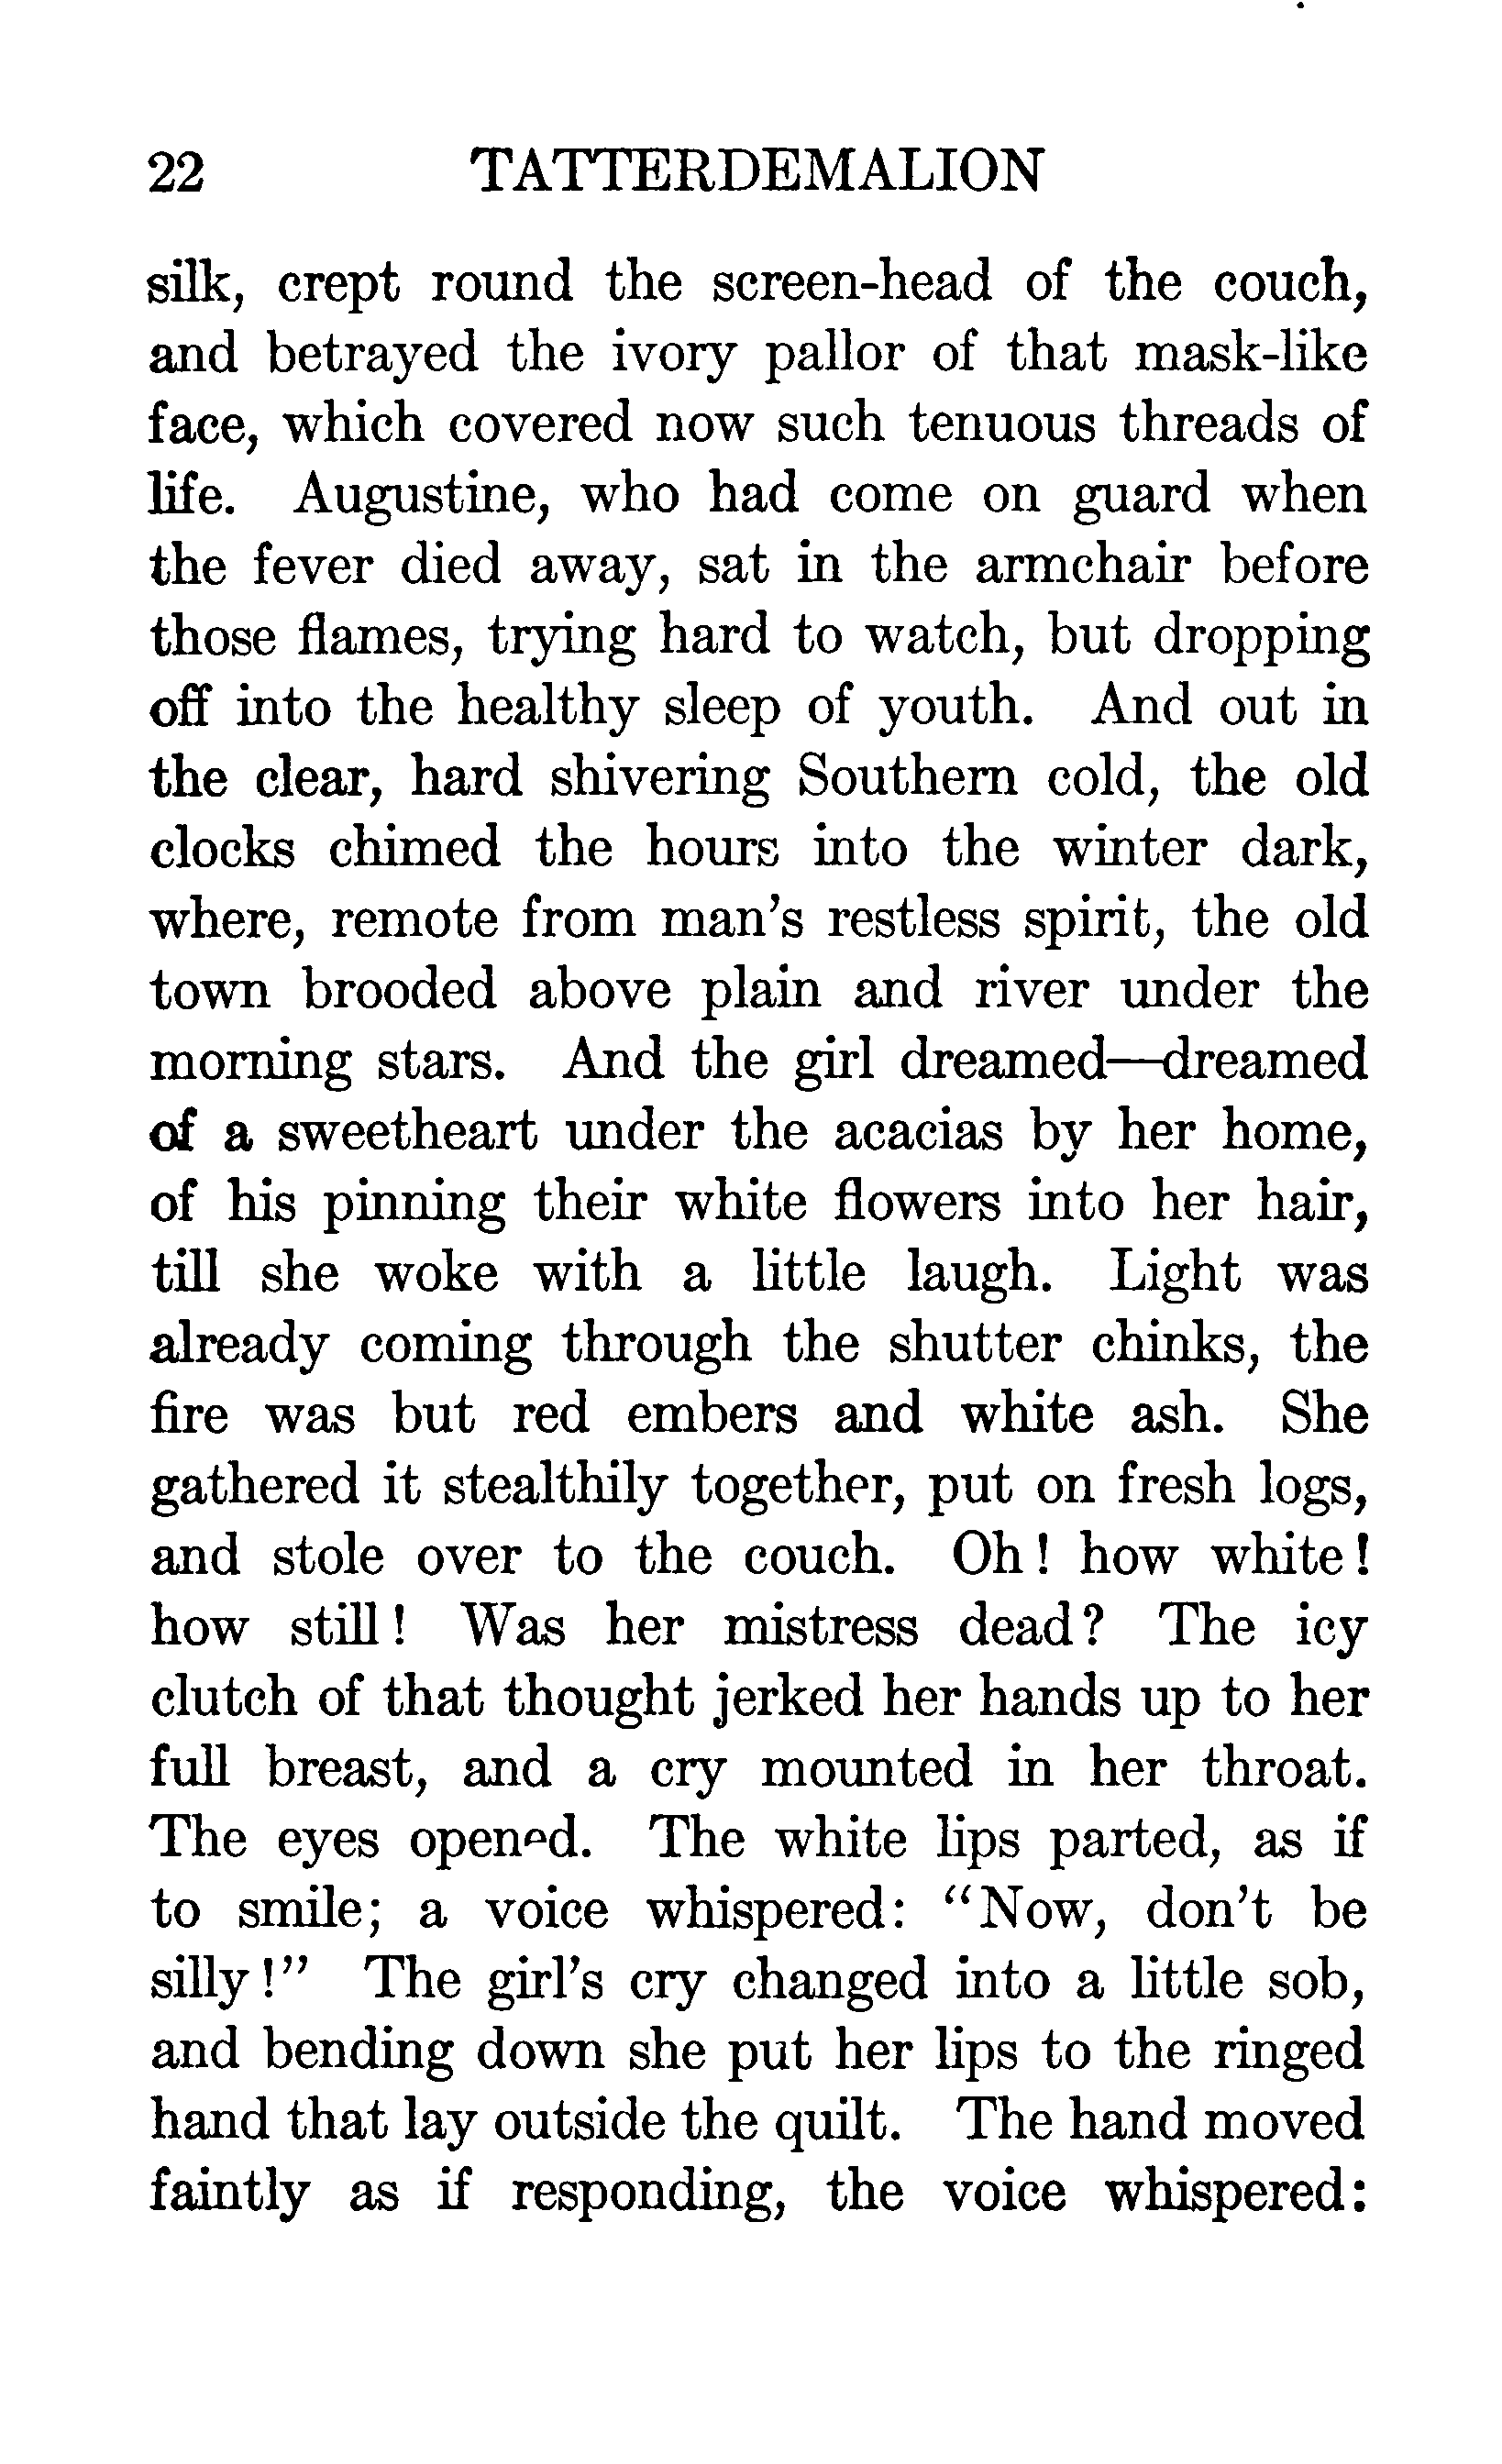 22 TATTERDEMALION
silk, crept round the screen-head of the couch,
and betrayed the ivory pallor of that mask-like
face, which covered now such tenuous threads of
life. Augustine, who had come on guard when
the fever died away, sat in the armchair before
those flames, trying hard to watch, but dropping
off into the healthy sleep of youth. And out in
the clear, hard shivering Southern cold, the old
clocks chimed the hours into the winter dark,
where, remote from man's restless spirit, the old
town brooded above plain and river under the
morning stars. And the girl dreamed—dreamed
of a sweetheart under the acacias by her home,
of his pinning their white flowers into her hair,
till she woke with a little laugh. Light was
already coming through the shutter chinks, the
fire was but red embers and white ash. She
gathered it stealthily together, put on fresh logs,
and stole over to the couch. Oh! how white!
how still! Was her mistress dead? The icy
clutch of that thought jerked her hands up to her
full breast, and a cry mounted in her throat.
The eyes opened. The white lips parted, as if
to smile; a voice whispered: "Now, don't be
silly!" The girl's cry changed into a little sob,
and bending down she put her lips to the ringed
hand that lay outside the quilt. The hand moved
faintly as if responding, the voice whispered: